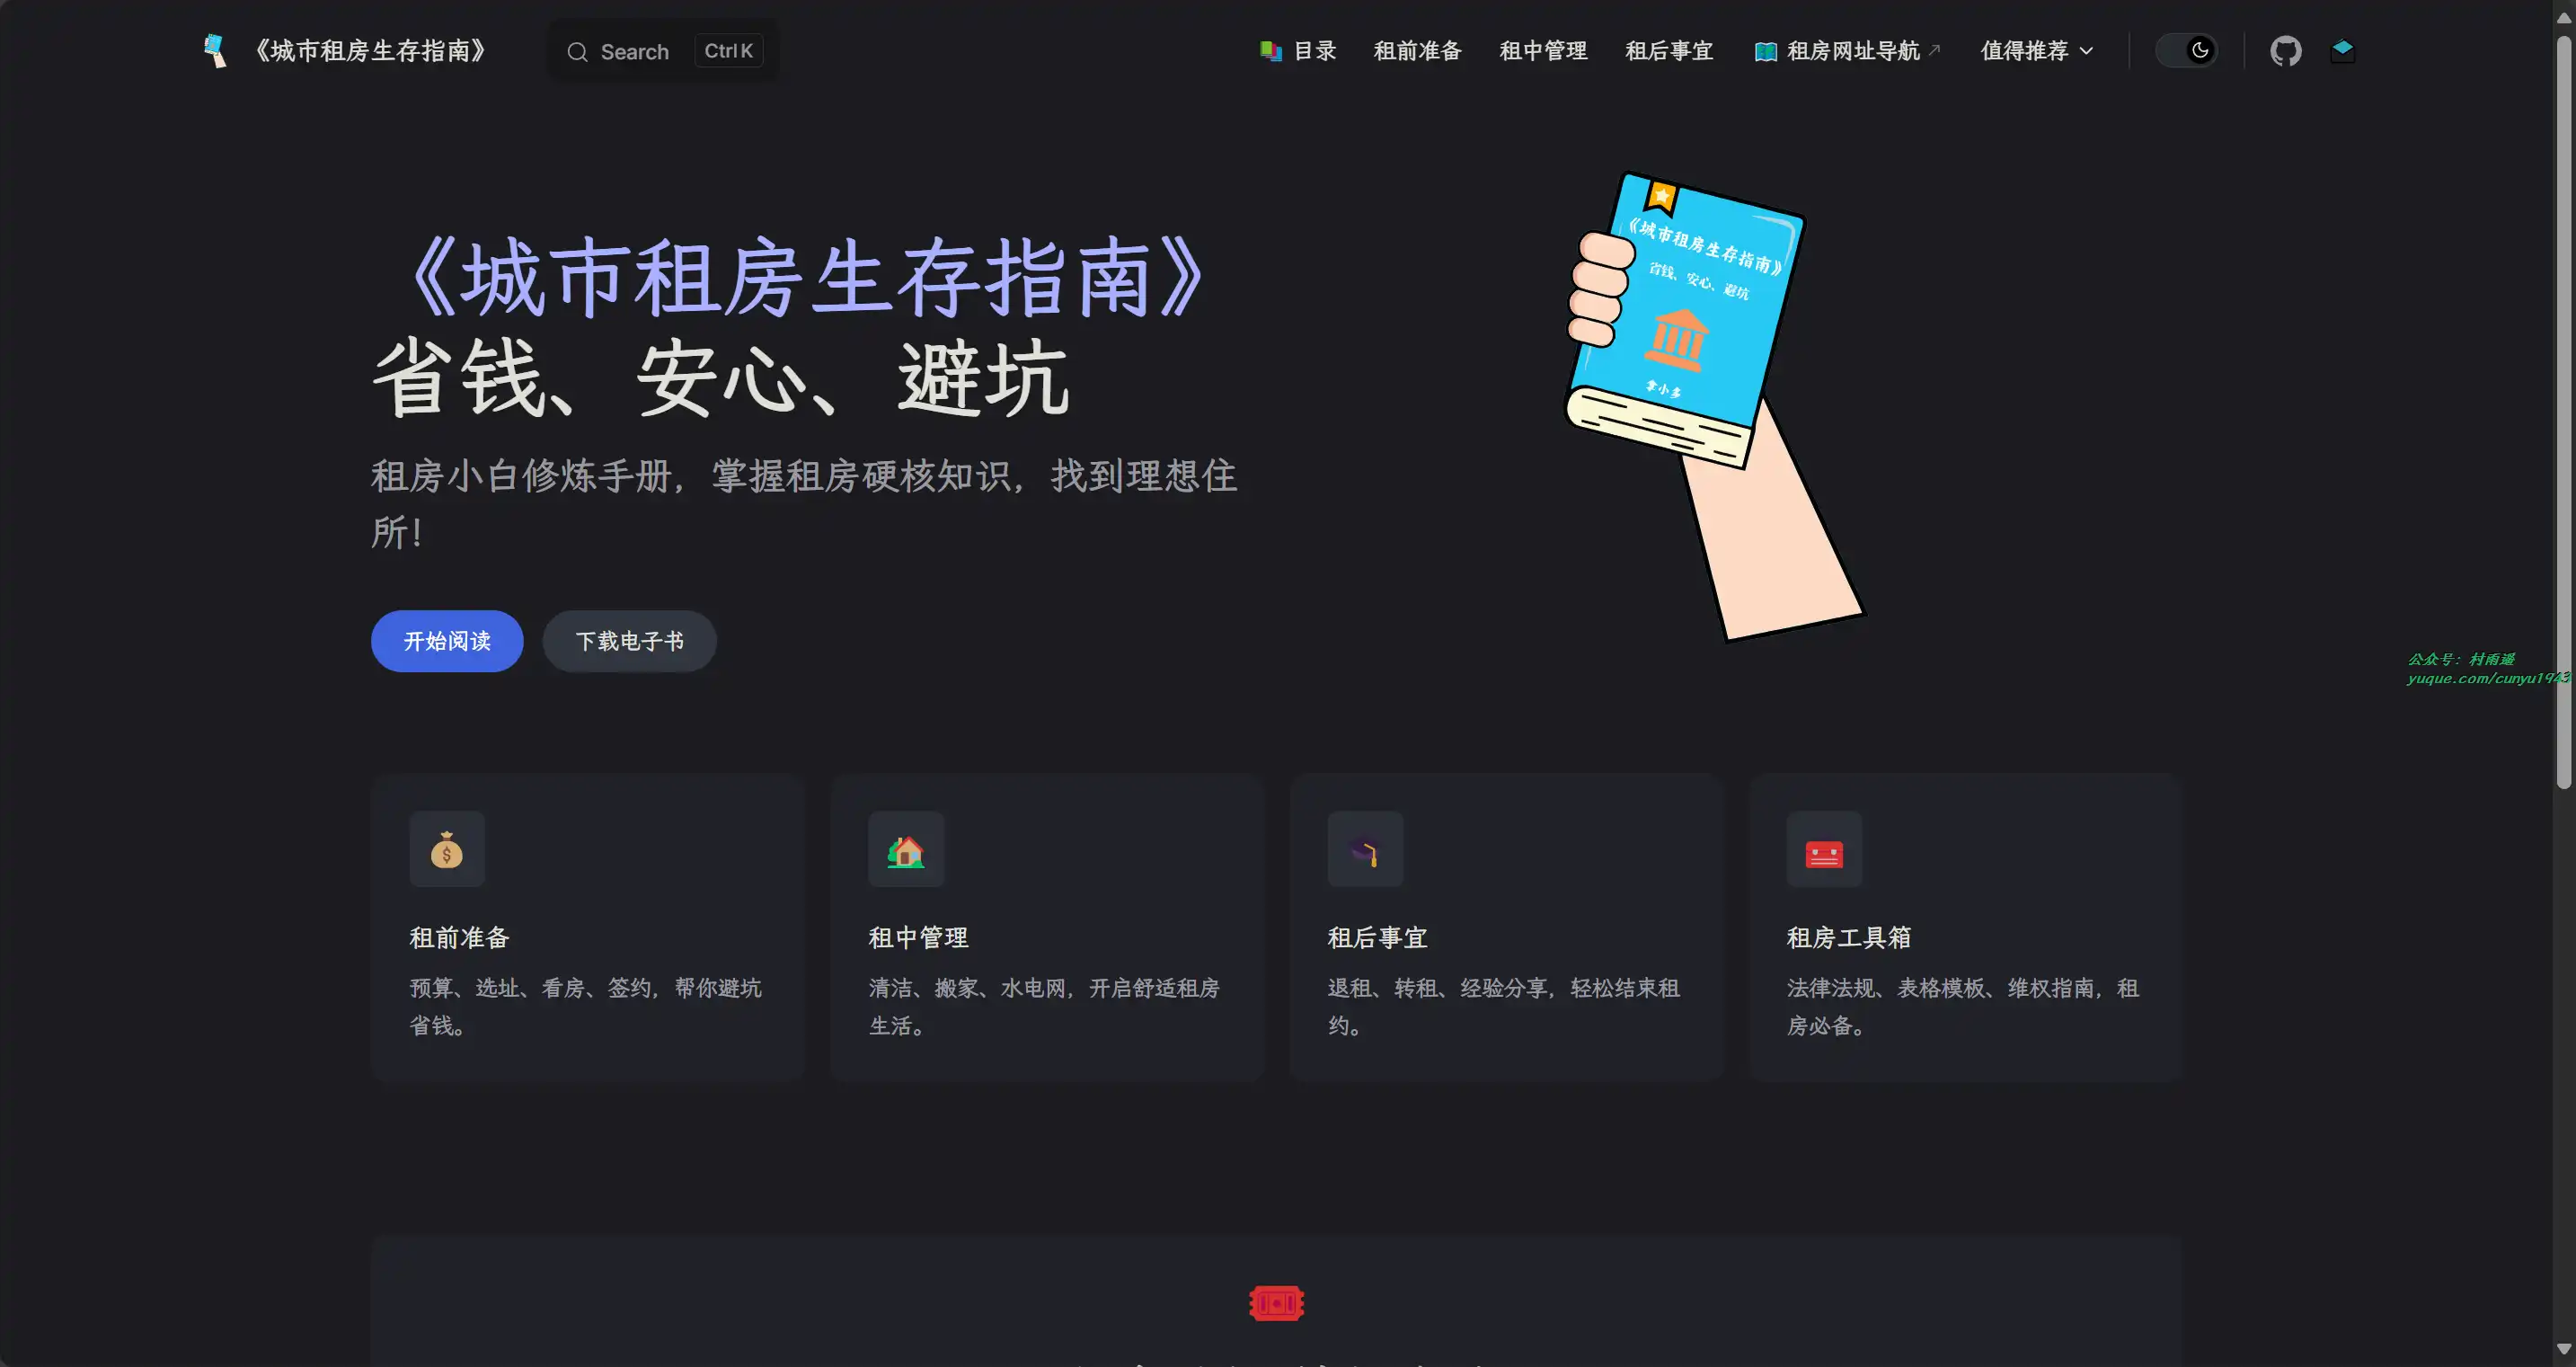 《城市租房生存指南》
Search
Ctrl K
目录
租前准备
租中管理
租后事宜
租房网址导航
值得推荐
《城市租房生存指南》
省钱、安心、避坑
租房小白修炼手册，掌握租房硬核知识，找到理想住
所！
开始阅读
下载电子书
《城市租房生存指南》
省钱、安心、避坑
拿小多
公众号：村雨遥
yuque.com/cunyu1943
租前准备
预算、选址、看房、签约，帮你避坑
省钱。
租中管理
清洁、搬家、水电网，开启舒适租房
生活。
租后事宜
退租、转租、经验分享，轻松结束租
约。
租房工具箱
法律法规、表格模板、维权指南，租
房必备。